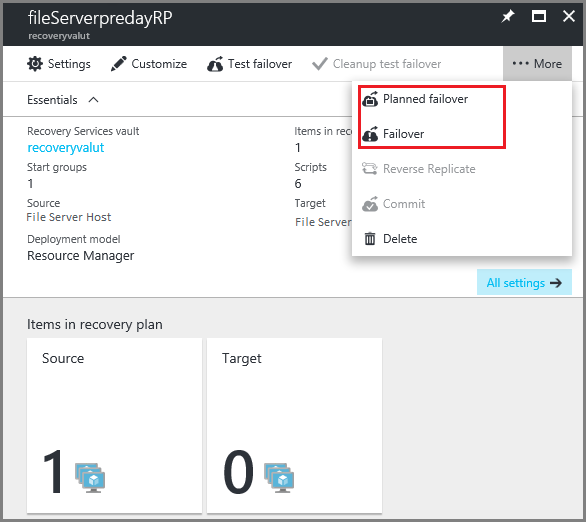 fileServerpredayRP
recoveryvalut
Settings
Customize
Test failover
Cleanup test failover
More
Essentials
Planned failover
Failover
Reverse Replicate
Commit
Delete
Recovery Services vault
recoveryvalut
Items in reco
1
Start groups
1
Scripts
6
Source
File Server Host
Target
File Server
Deployment model
Resource Manager
All settings
Items in recovery plan
Source
1
Target
0